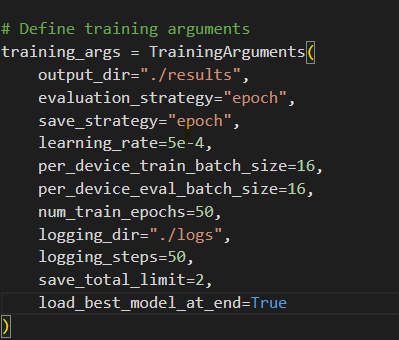 # Define training arguments
training_args = TrainingArguments(
    output_dir="./results",
    evaluation_strategy="epoch",
    save_strategy="epoch",
    learning_rate=5e-4,
    per_device_train_batch_size=16,
    per_device_eval_batch_size=16,
    num_train_epochs=50,
    logging_dir="./logs",
    logging_steps=50,
    save_total_limit=2,
    load_best_model_at_end=True
)